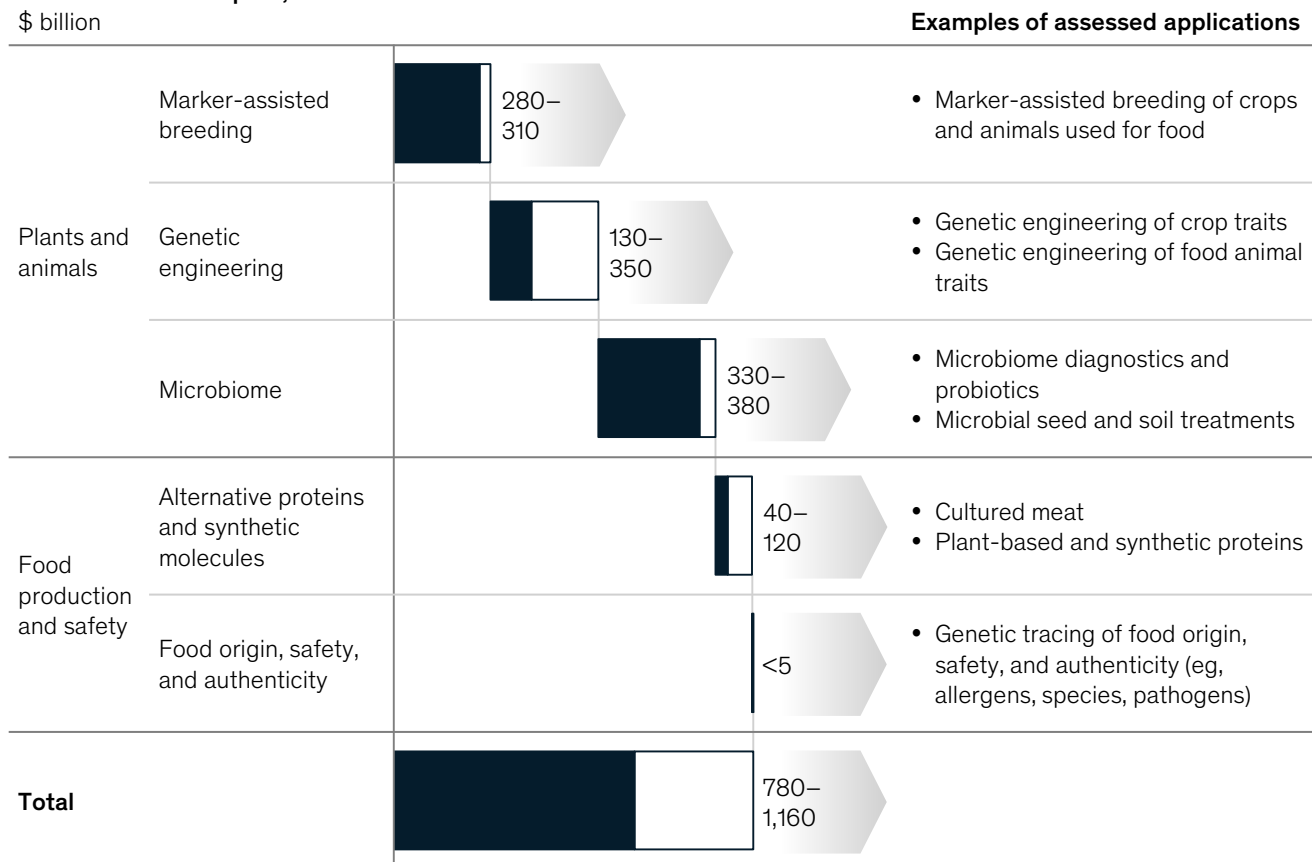 $ billion
Examples of assessed applications
Plants and
animals
Marker-assisted
breeding
280–
310
• Marker-assisted breeding of crops
and animals used for food
Genetic
engineering
130–
350
• Genetic engineering of crop traits
• Genetic engineering of food animal
traits
Microbiome
330–
380
• Microbiome diagnostics and
probiotics
• Microbial seed and soil treatments
Food
production
and safety
Alternative proteins
and synthetic
molecules
40–
120
• Cultured meat
• Plant-based and synthetic proteins
Food origin, safety,
and authenticity
<5
• Genetic tracing of food origin,
safety, and authenticity (eg,
allergens, species, pathogens)
Total
780–
1,160